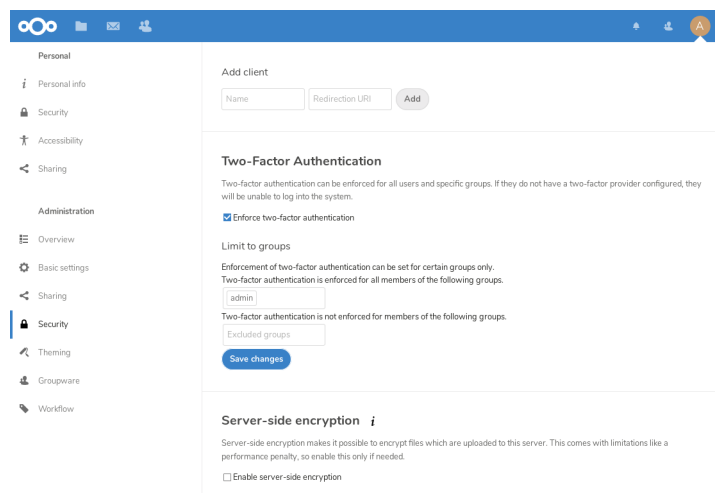 A
Personal
Personal info
Security
Accessibility
Sharing
Administration
Overview
Basic settings
Sharing
Security
Theming
Groupware
Workflow
Add client
Name
Redirection URI
Add
Two-Factor Authentication
Two-factor authentication can be enforced for all users and specific groups. If they do not have a two-factor provider configured, they
will be unable to log into the system.
Enforce two-factor authentication
Limit to groups
Enforcement of two-factor authentication can be set for certain groups only.
Two-factor authentication is enforced for all members of the following groups.
admin
Two-factor authentication is not enforced for members of the following groups.
Excluded groups
Save changes
Server-side encryption i
Server-side encryption makes it possible to encrypt files which are uploaded to this server. This comes with limitations like a
performance penalty, so enable this only if needed.
Enable server-side encryption